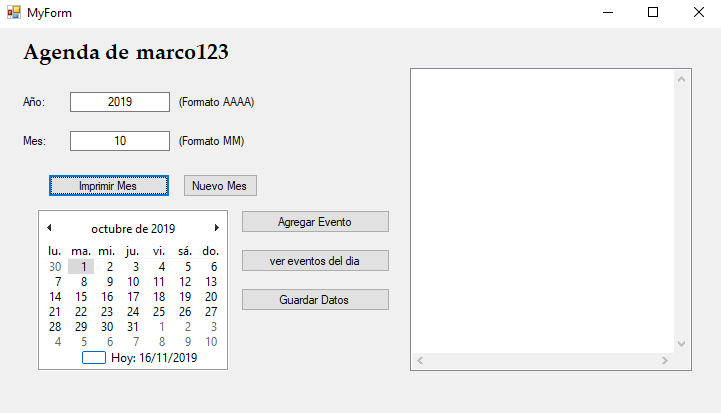 MyForm
Agenda de marco123
Año: 2019 (Formato AAAA)
Mes: 10 (Formato MM)
Imprimir Mes Nuevo Mes
octubre de 2019
lu. ma. mi. ju. vi. sá. do.
30 1 2 3 4 5 6
7 8 9 10 11 12 13
14 15 16 17 18 19 20
21 22 23 24 25 26 27
28 29 30 31 1 2 3
4 5 6 7 8 9 10
Hoy: 16/11/2019
Agregar Evento
ver eventos del dia
Guardar Datos